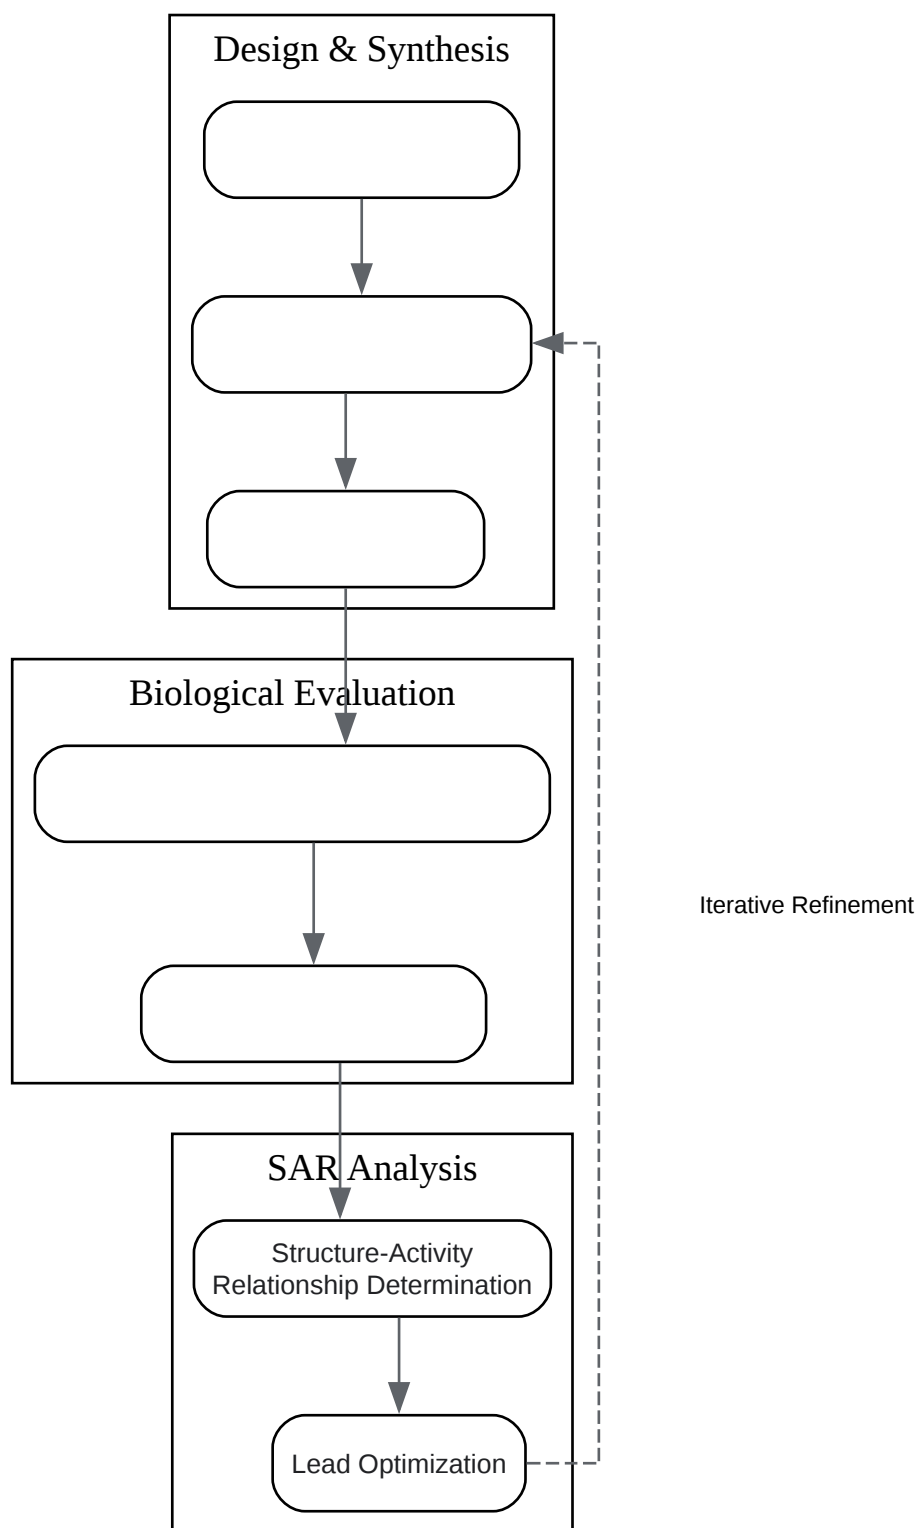 Design & Synthesis
Biological Evaluation
Iterative Refinement
SAR Analysis
Structure-Activity
Relationship Determination
Lead Optimization